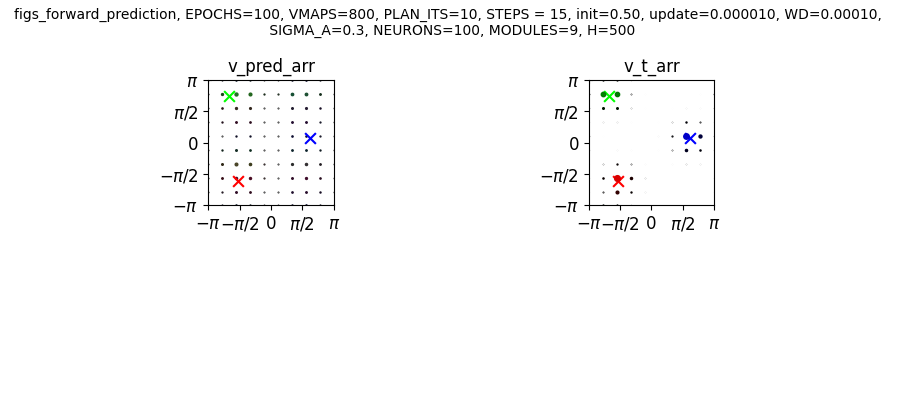 figs_forward_prediction, EPOCHS=100, VMAPS=800, PLAN_ITS=10, STEPS = 15, init=0.50, update=0.000010, WD=0.00010,
SIGMA_A=0.3, NEURONS=100, MODULES=9, H=500
v_pred_arr
π
π/2
0
−π/2
−π
−π −π/2 0 π/2 π
v_t_arr
π
π/2
0
−π/2
−π
−π −π/2 0 π/2 π